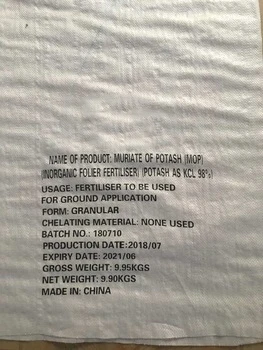 NAME OF PRODUCT: MURIATE OF POTASH (MOP)
(INORGANIC FOLIER FERTILISER) (POTASH AS KCL 98%)
USAGE: FERTILISER TO BE USED
FOR GROUND APPLICATION
FORM: GRANULAR
CHELATING MATERIAL: NONE USED
BATCH NO.: 180710
PRODUCTION DATE:2018/07
EXPIRY DATE: 2021/06
GROSS WEIGHT: 9.95KGS
NET WEIGHT: 9.90KGS
MADE IN: CHINA